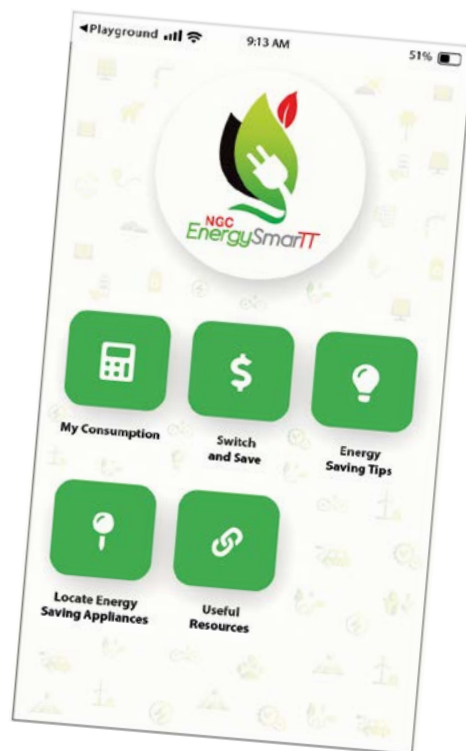 ◄Playground
9:13 AM
51%
NGC
EnergySmarTT
My Consumption
Switch
and Save
Energy
Saving Tips
Locate Energy
Saving Appliances
Useful
Resources